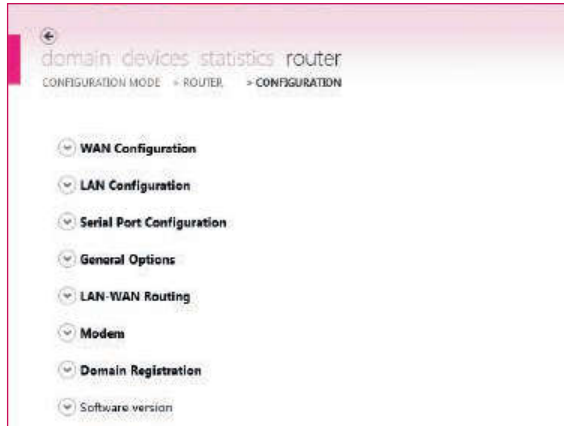 domain devices statistics router
CONFIGURATION MODE » ROUTER » CONFIGURATION
WAN Configuration
LAN Configuration
Serial Port Configuration
General Options
LAN-WAN Routing
Modem
Domain Registration
Software version